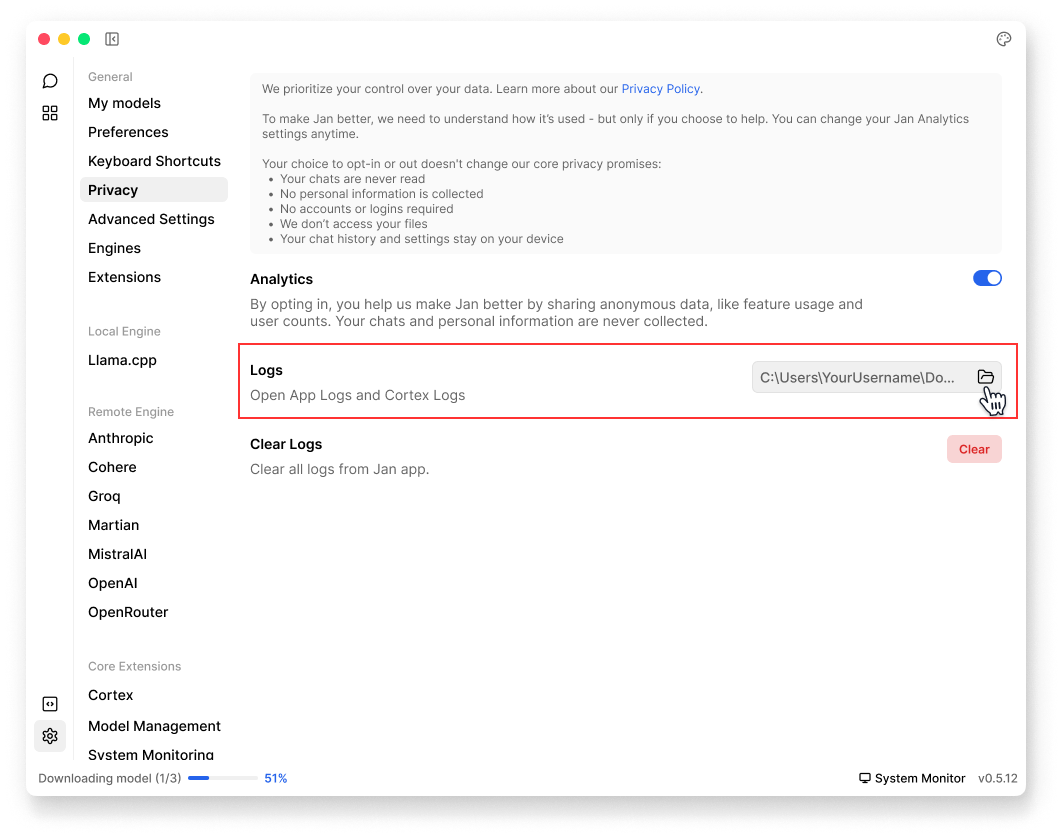 General
My models
Preferences
Keyboard Shortcuts
Privacy
Advanced Settings
Engines
Extensions
Local Engine
Llama.cpp
Remote Engine
Anthropic
Cohere
Groq
Martian
MistralAI
OpenAI
OpenRouter
Core Extensions
Cortex
Model Management
System Monitoring
We prioritize your control over your data. Learn more about our Privacy Policy.
To make Jan better, we need to understand how it’s used - but only if you choose to help. You can change your Jan Analytics
settings anytime.
Your choice to opt-in or out doesn't change our core privacy promises:
• Your chats are never read
• No personal information is collected
• No accounts or logins required
• We don’t access your files
• Your chat history and settings stay on your device
Analytics
By opting in, you help us make Jan better by sharing anonymous data, like feature usage and
user counts. Your chats and personal information are never collected.
Logs
C:\Users\YourUsername\Do...
Open App Logs and Cortex Logs
Clear Logs
Clear
Clear all logs from Jan app.
Downloading model (1/3) 51%
System Monitor v0.5.12